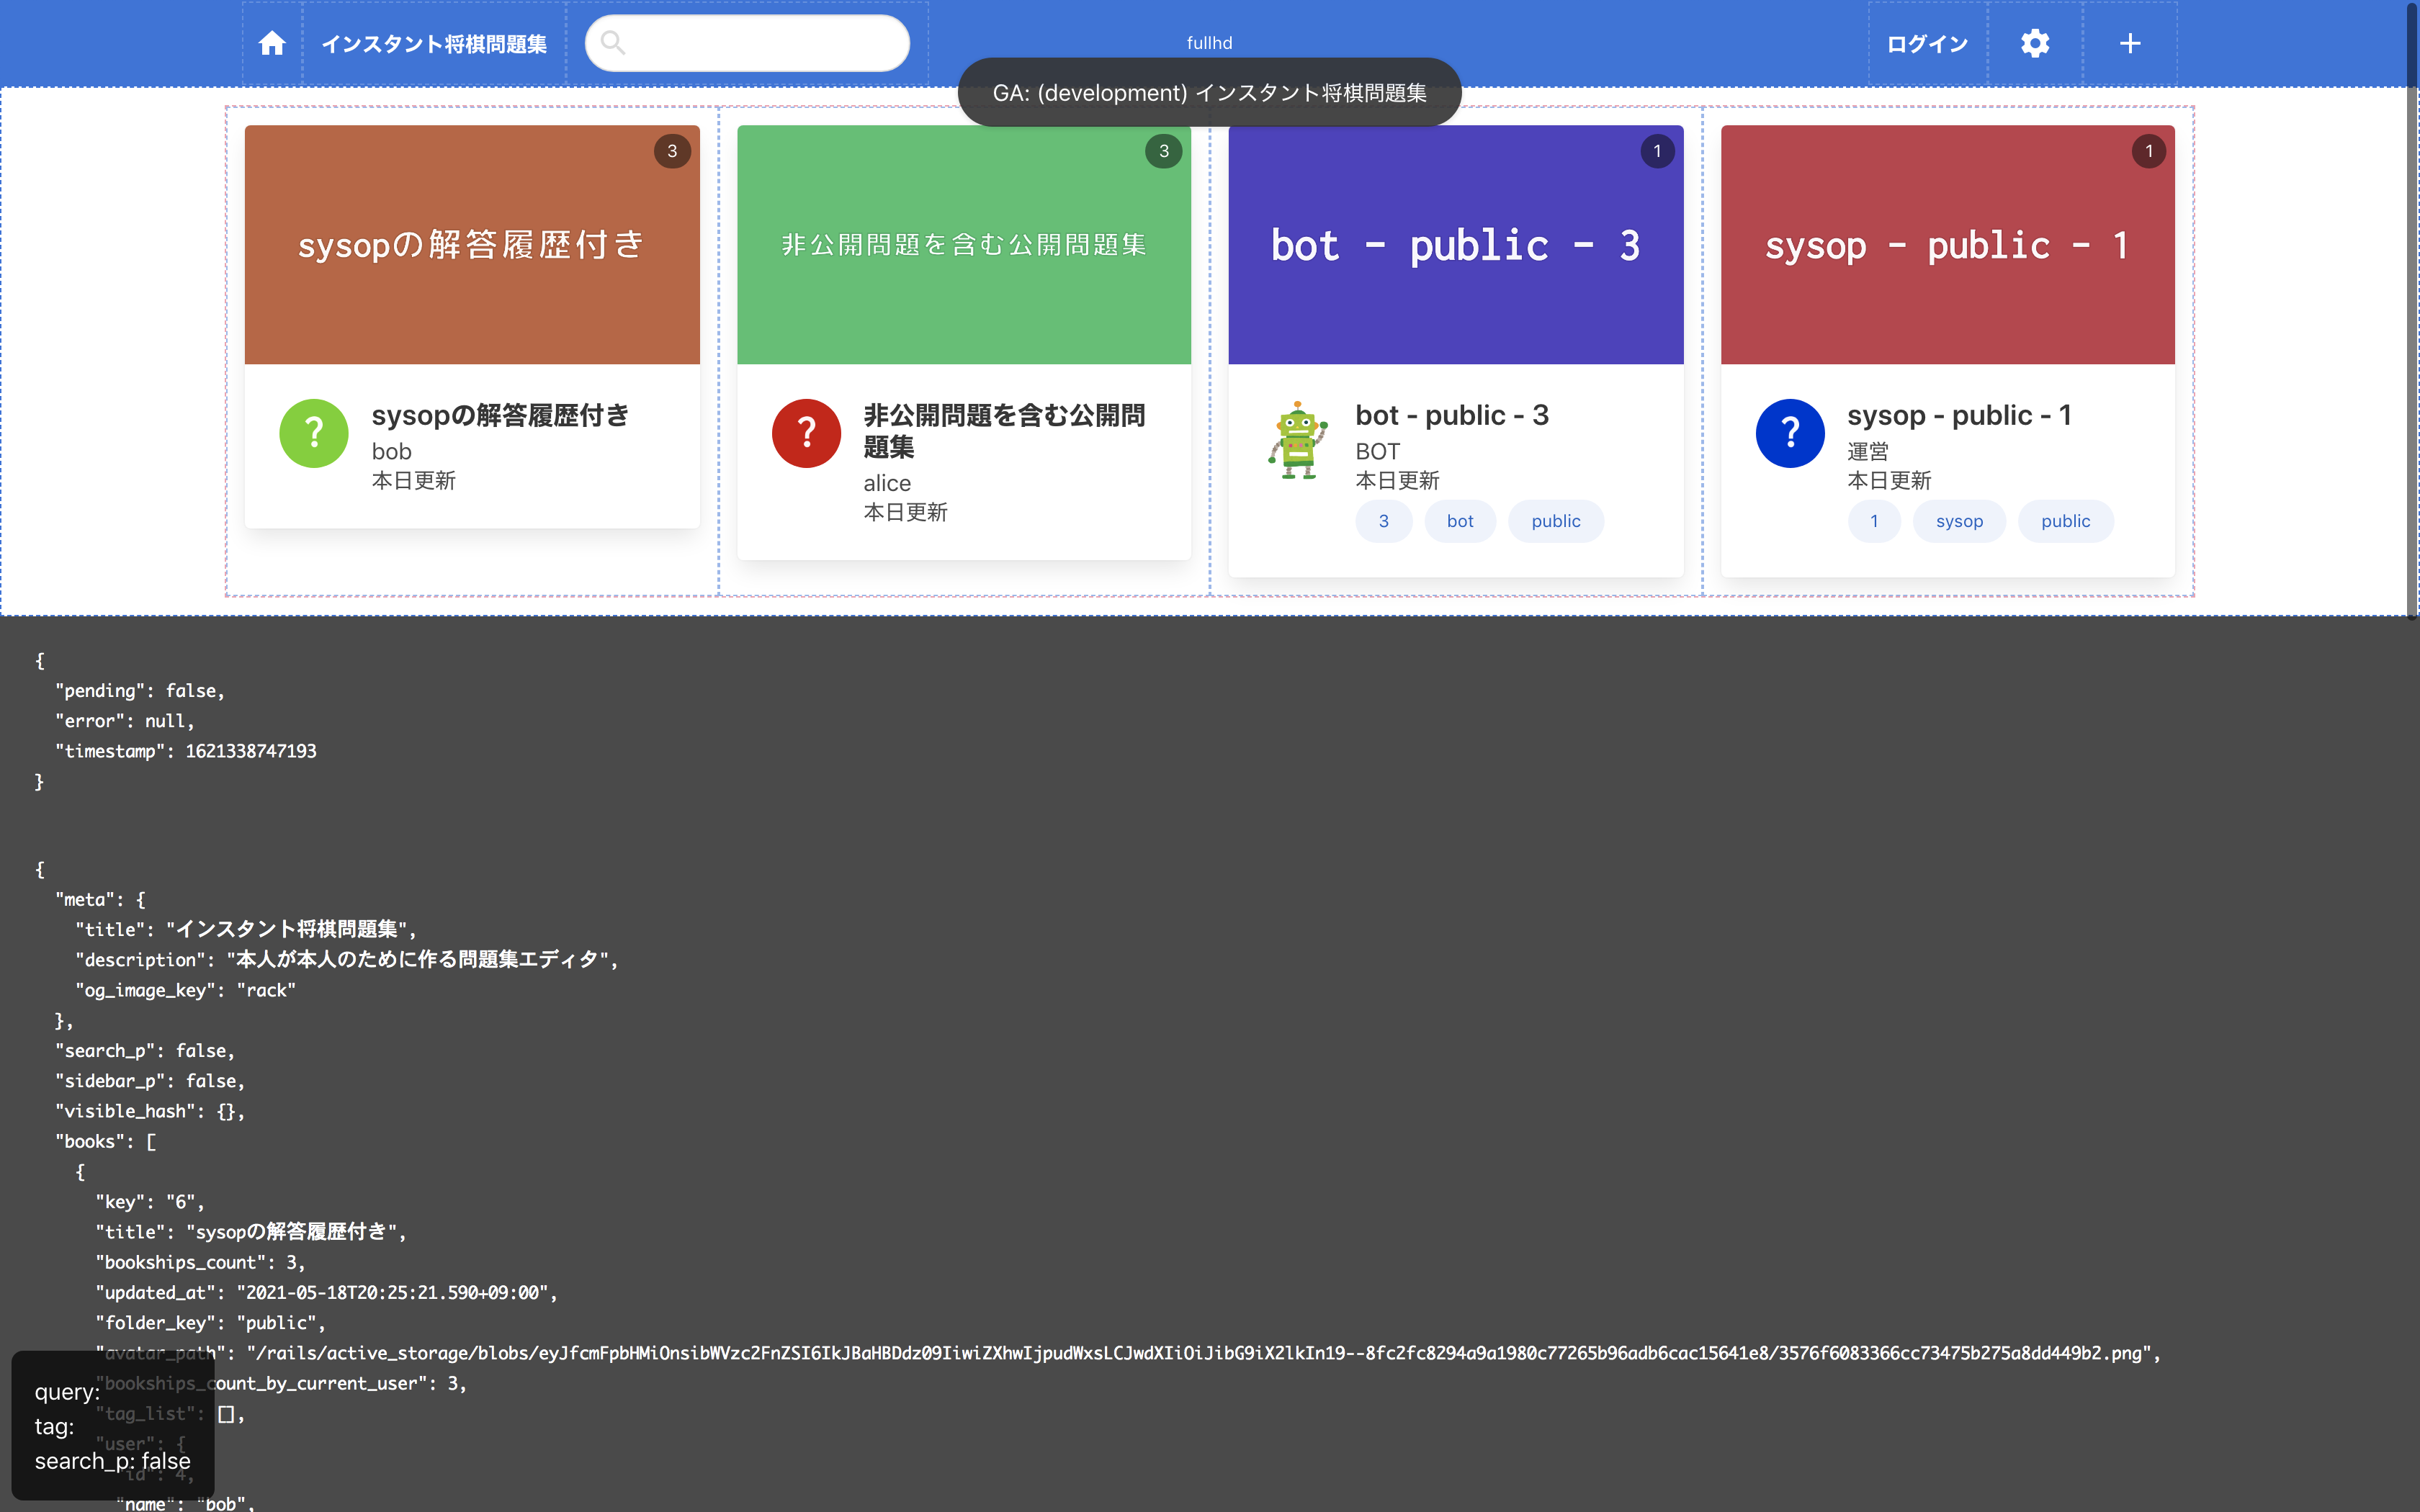 インスタント将棋問題集
fullhd
ログイン
GA: (development) インスタント将棋問題集
3
sysopの解答履歴付き
?
sysopの解答履歴付き
bob
本日更新
3
非公開問題を含む公開問題集
?
非公開問題を含む公開問
題集
alice
本日更新
1
bot - public - 3
bot - public - 3
BOT
本日更新
3 bot public
1
sysop - public - 1
?
sysop - public - 1
運営
本日更新
1 sysop public
{
"pending": false,
"error": null,
"timestamp": 1621338747193
}
{
"meta": {
"title": "インスタント将棋問題集",
"description": "本人が本人のために作る問題集エディタ",
"og_image_key": "rack"
},
"search_p": false,
"sidebar_p": false,
"visible_hash": {},
"books": [
{
"key": "6",
"title": "sysopの解答履歴付き",
"bookships_count": 3,
"updated_at": "2021-05-18T20:25:21.590+09:00",
"folder_key": "public",
"avatar_path": "/rails/active_storage/blobs/eyJfcmFpbHMiOnsibWVzc2FnZSI6IkJBaHBDdz09IiwiZXhwIjpudWxsLCJwdXIiOiJibG9iX2lkIn19--8fc2fc8294a9a1980c77265b96adb6cac15641e8/3576f6083366cc73475b275a8dd449b2.png",
"bookships_count_by_current_user": 3,
"tag_list": [],
"user": {
"id": 4,
"name": "bob",
query:
tag:
search_p: false